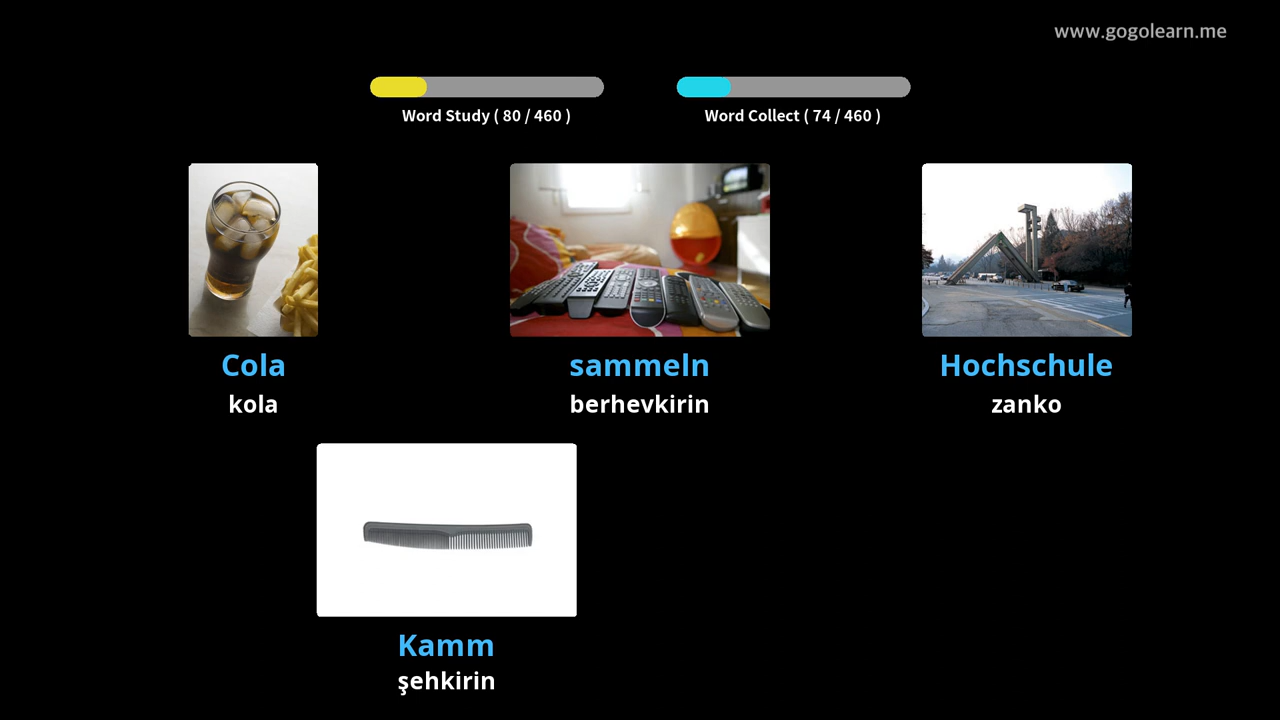 www.gogolearn.me
Word Study ( 80 / 460 )
Word Collect ( 74 / 460 )
Cola
kola
sammeln
berhevkirin
Hochschule
zanko
Kamm
şehkirin